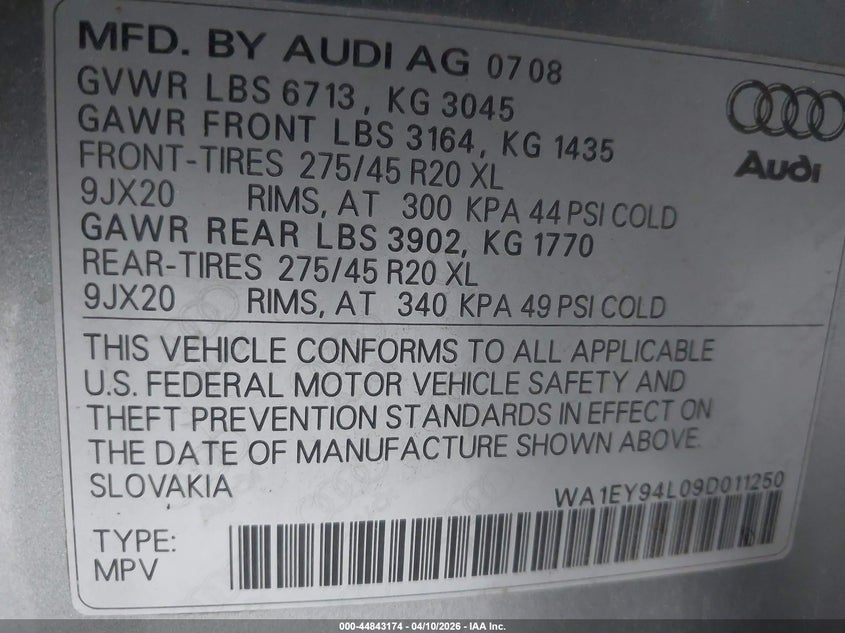 MFD. BY AUDI AG 07 08
GVWR LBS 6713, KG 3045
GAWR FRONT LBS 3164, KG 1435
FRONT-TIRES 275/45 R20 XL
9JX20 RIMS, AT 300 KPA 44 PSI COLD
GAWR REAR LBS 3902, KG 1770
REAR-TIRES 275/45 R20 XL
9JX20 RIMS, AT 340 KPA 49 PSI COLD
Audi
THIS VEHICLE CONFORMS TO ALL APPLICABLE
U.S. FEDERAL MOTOR VEHICLE SAFETY AND
THEFT PREVENTION STANDARDS IN EFFECT ON
THE DATE OF MANUFACTURE SHOWN ABOVE.
SLOVAKIA
WA1EY94L09D011250
TYPE:
MPV
000-44843174 - 04/10/2026 - IAA Inc.